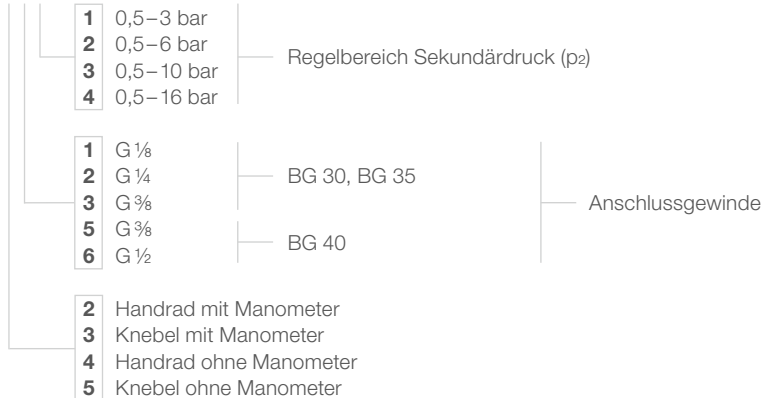 1 0,5–3 bar
2 0,5–6 bar
3 0,5–10 bar
4 0,5–16 bar
Regelbereich Sekundärdruck (p2)
1 G ⅛
2 G ¼
3 G ⅜
BG 30, BG 35
5 G ⅜
6 G ½
BG 40
Anschlussgewinde
2 Handrad mit Manometer
3 Knebel mit Manometer
4 Handrad ohne Manometer
5 Knebel ohne Manometer